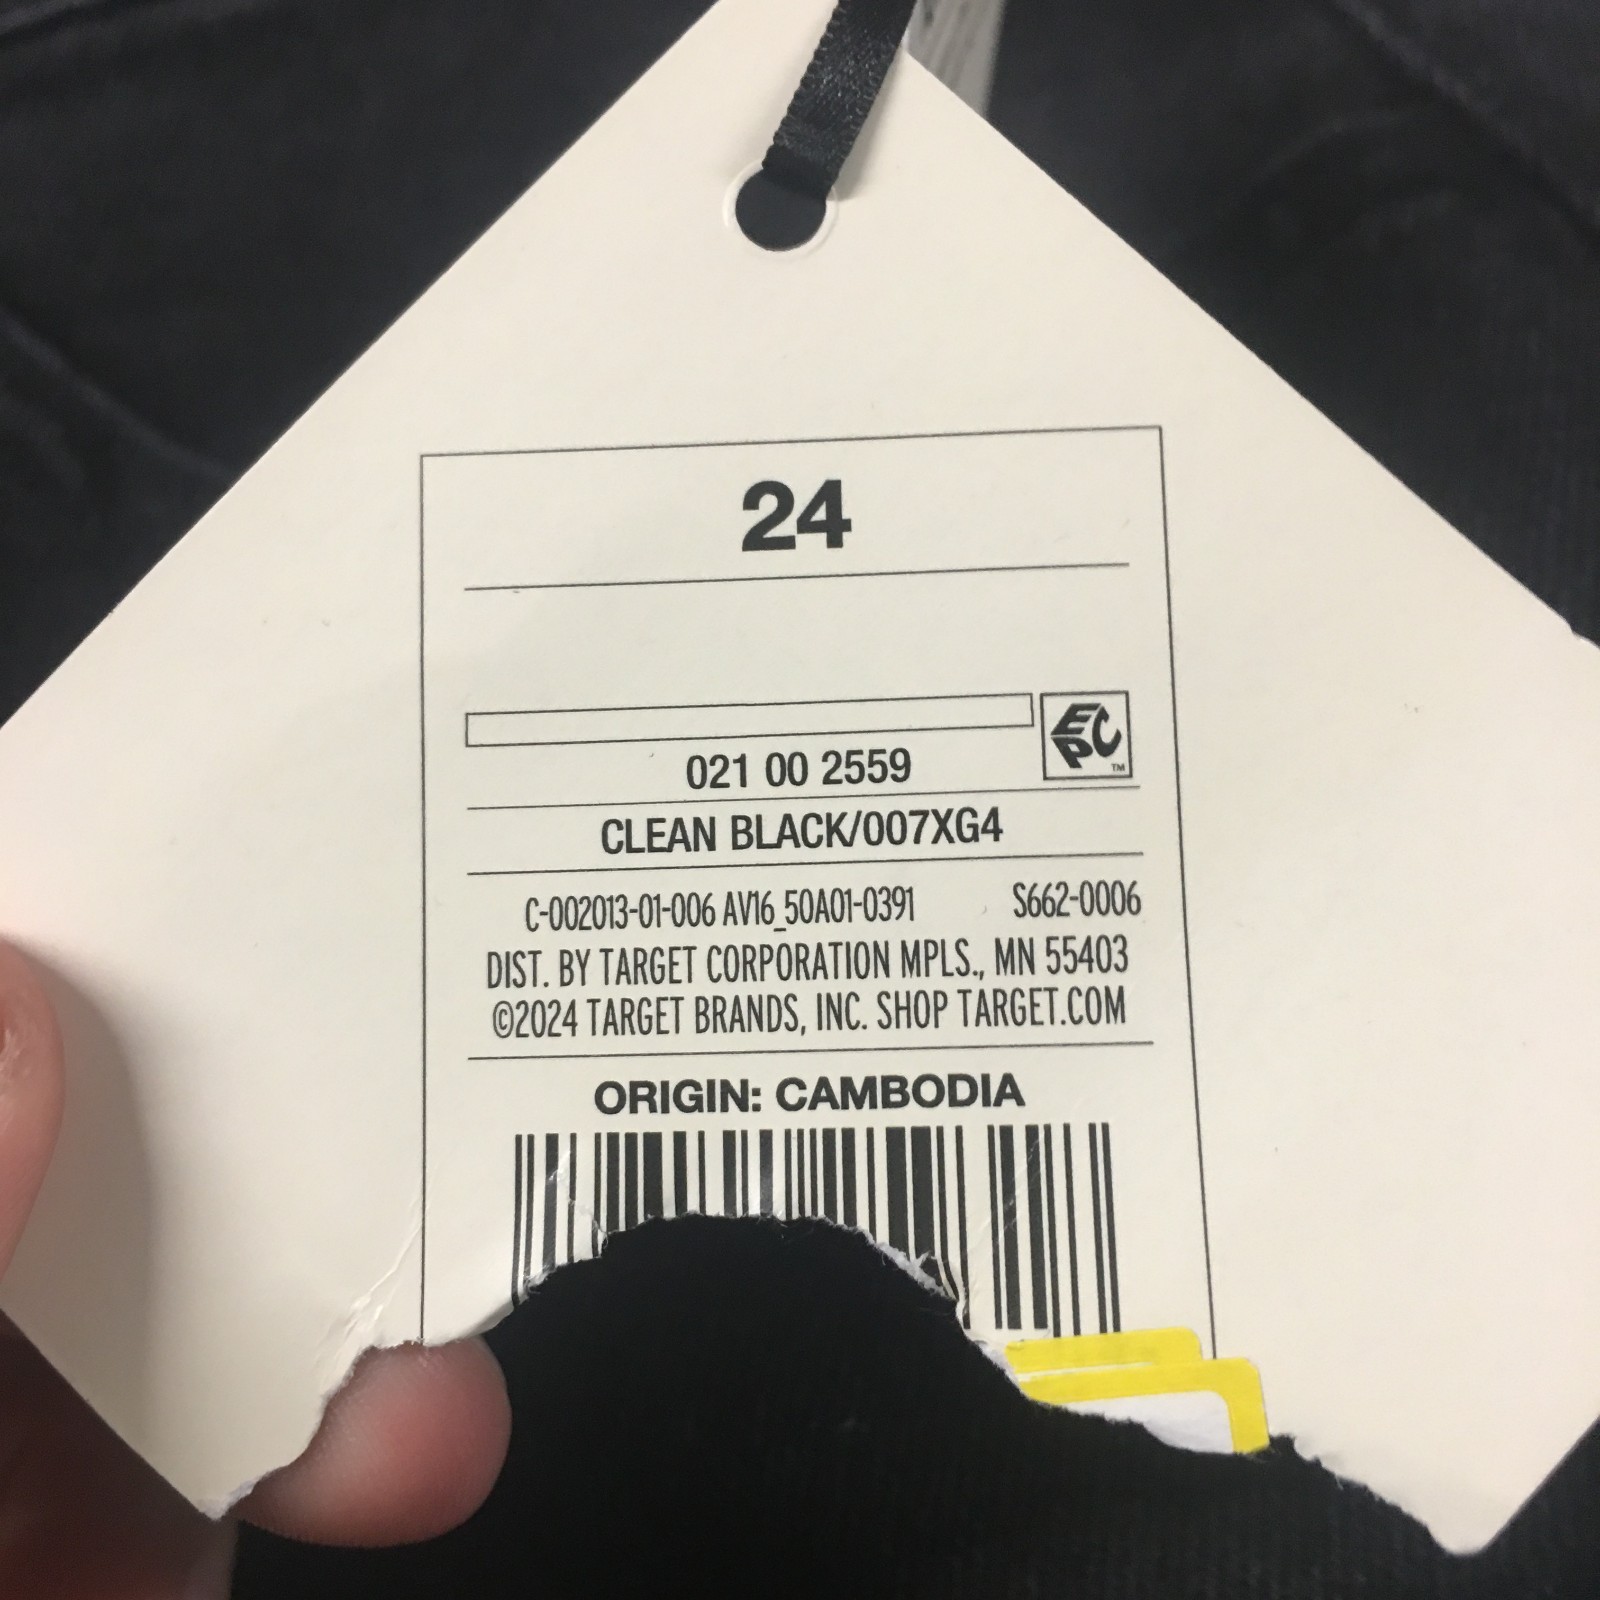 24
EPC™
021 00 2559
CLEAN BLACK/007XG4
C-002013-01-006 AV16_50A01-0391 S662-0006
DIST. BY TARGET CORPORATION MPLS., MN 55403
©2024 TARGET BRANDS, INC. SHOP TARGET.COM
ORIGIN: CAMBODIA